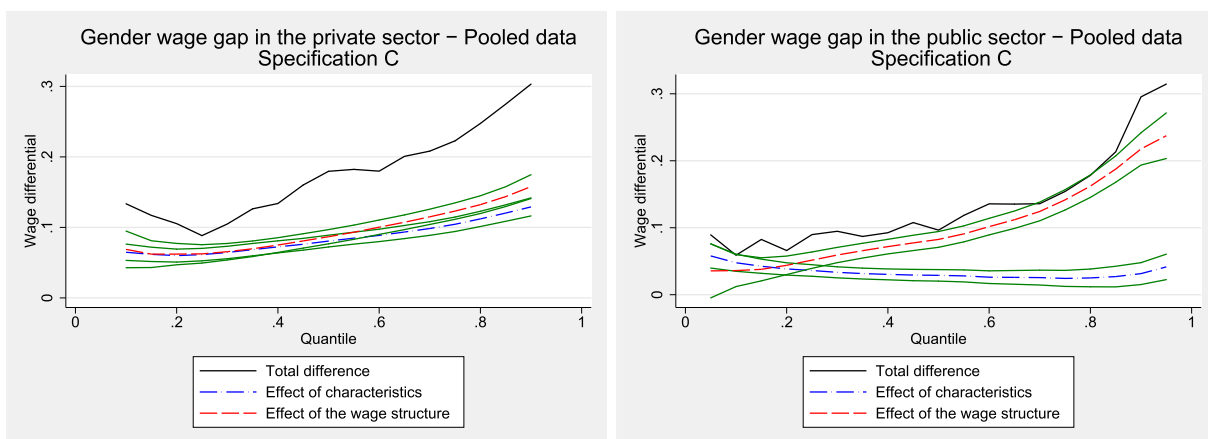 Gender wage gap in the private sector − Pooled data
Specification C
Wage differential
.3
.2
.1
0
0 .2 .4 .6 .8 1
Quantile
Total difference
Effect of characteristics
Effect of the wage structure
Gender wage gap in the public sector − Pooled data
Specification C
Wage differential
.3
.2
.1
0
0 .2 .4 .6 .8 1
Quantile
Total difference
Effect of characteristics
Effect of the wage structure